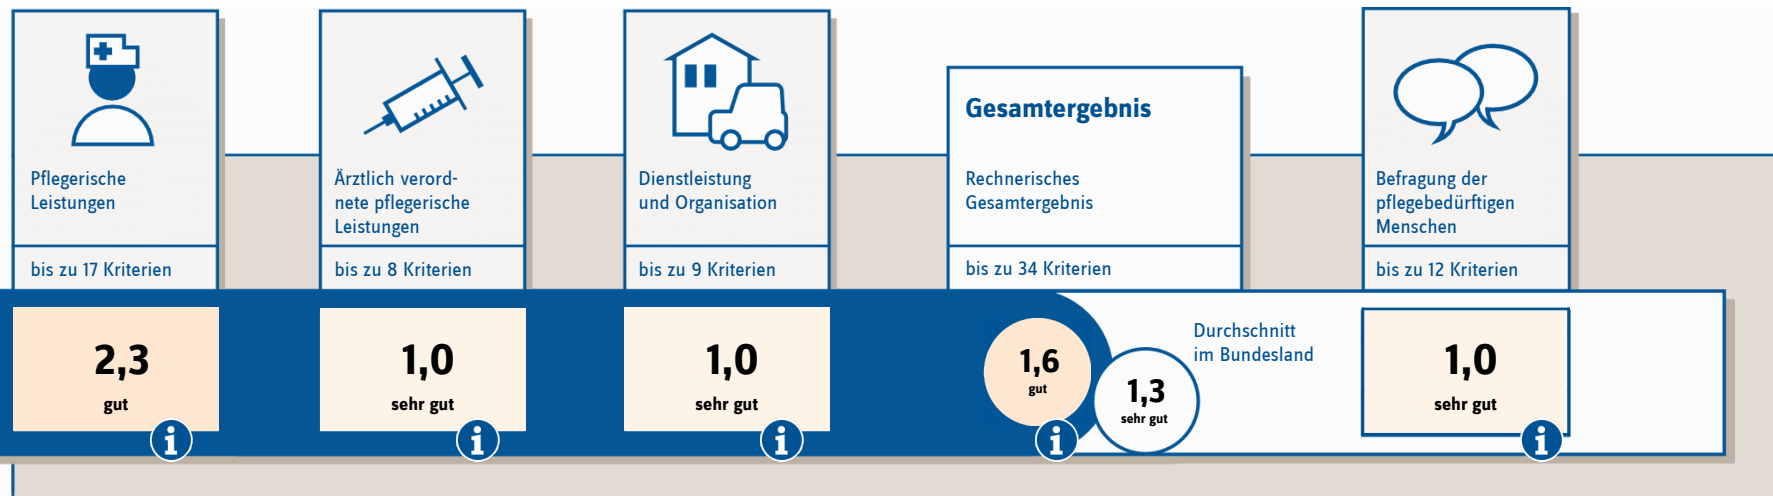 Pflegerische
Leistungen
bis zu 17 Kriterien
2,3
gut
i
Ärztlich verord-
nete pflegerische
Leistungen
bis zu 8 Kriterien
1,0
sehr gut
i
Dienstleistung
und Organisation
bis zu 9 Kriterien
1,0
sehr gut
i
Gesamtergebnis
Rechnerisches
Gesamtergebnis
bis zu 34 Kriterien
1,6
gut
i
1,3
sehr gut
Durchschnitt
im Bundesland
Befragung der
pflegebedürftigen
Menschen
bis zu 12 Kriterien
1,0
sehr gut
i